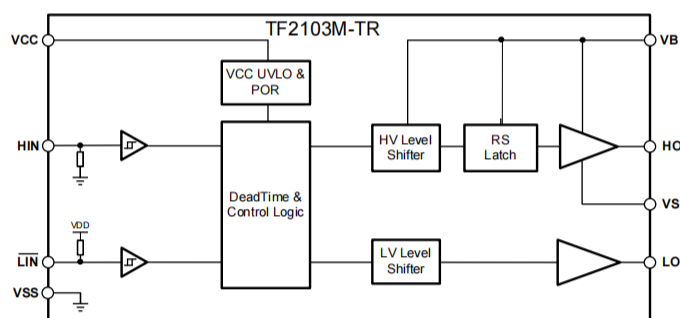 TF2103M-TR
VCC
VB
VCC UVLO &
POR
HIN
HV Level
Shifter
RS
Latch
HO
DeadTime &
Control Logic
VS
VDD
LIN
LV Level
Shifter
LO
VSS